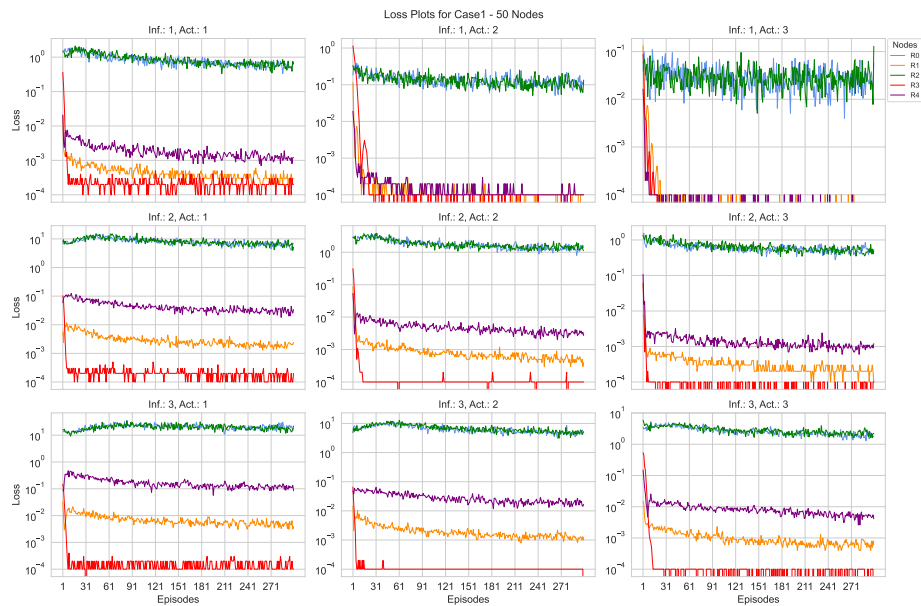 Loss Plots for Case1 - 50 Nodes
Inf.: 1, Act.: 1
Inf.: 1, Act.: 2
Inf.: 1, Act.: 3
Loss
10^0
10^−1
10^−2
10^−3
10^−4
10^0
10^−1
10^−2
10^−3
10^−4
10^−1
10^−2
10^−3
10^−4
Nodes
R0
R1
R2
R3
R4
Inf.: 2, Act.: 1
Inf.: 2, Act.: 2
Inf.: 2, Act.: 3
Loss
10^1
10^0
10^−1
10^−2
10^−3
10^−4
10^0
10^−1
10^−2
10^−3
10^−4
10^0
10^−1
10^−2
10^−3
10^−4
Inf.: 3, Act.: 1
Inf.: 3, Act.: 2
Inf.: 3, Act.: 3
Loss
10^1
10^0
10^−1
10^−2
10^−3
10^−4
10^1
10^0
10^−1
10^−2
10^−3
10^−4
10^1
10^0
10^−1
10^−2
10^−3
10^−4
1 31 61 91 121 151 181 211 241 271
1 31 61 91 121 151 181 211 241 271
1 31 61 91 121 151 181 211 241 271
Episodes
Episodes
Episodes